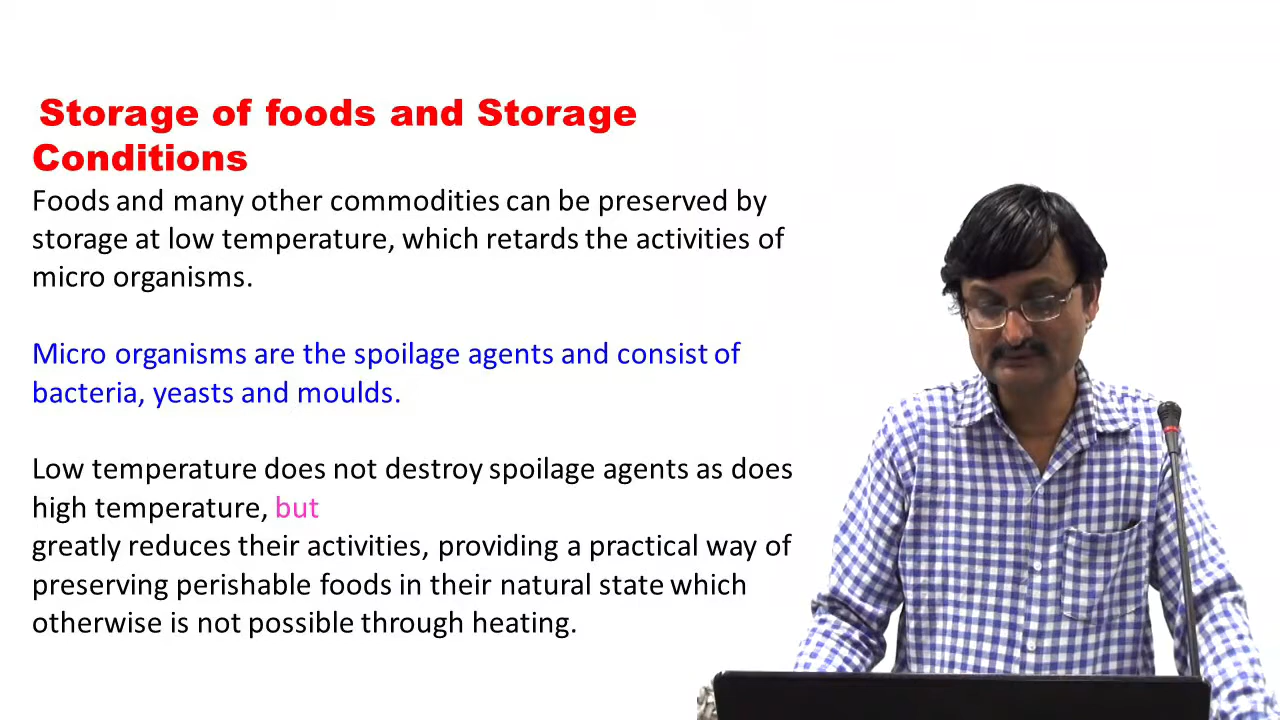 Storage of foods and Storage
Conditions
Foods and many other commodities can be preserved by
storage at low temperature, which retards the activities of
micro organisms.
Micro organisms are the spoilage agents and consist of
bacteria, yeasts and moulds.
Low temperature does not destroy spoilage agents as does
high temperature, but
greatly reduces their activities, providing a practical way of
preserving perishable foods in their natural state which
otherwise is not possible through heating.